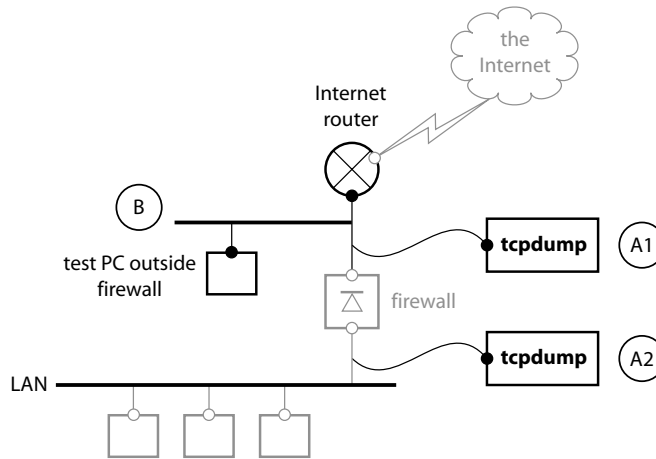 the
Internet
Internet
router
B
test PC outside
firewall
tcpdump
A1
firewall
tcpdump
A2
LAN